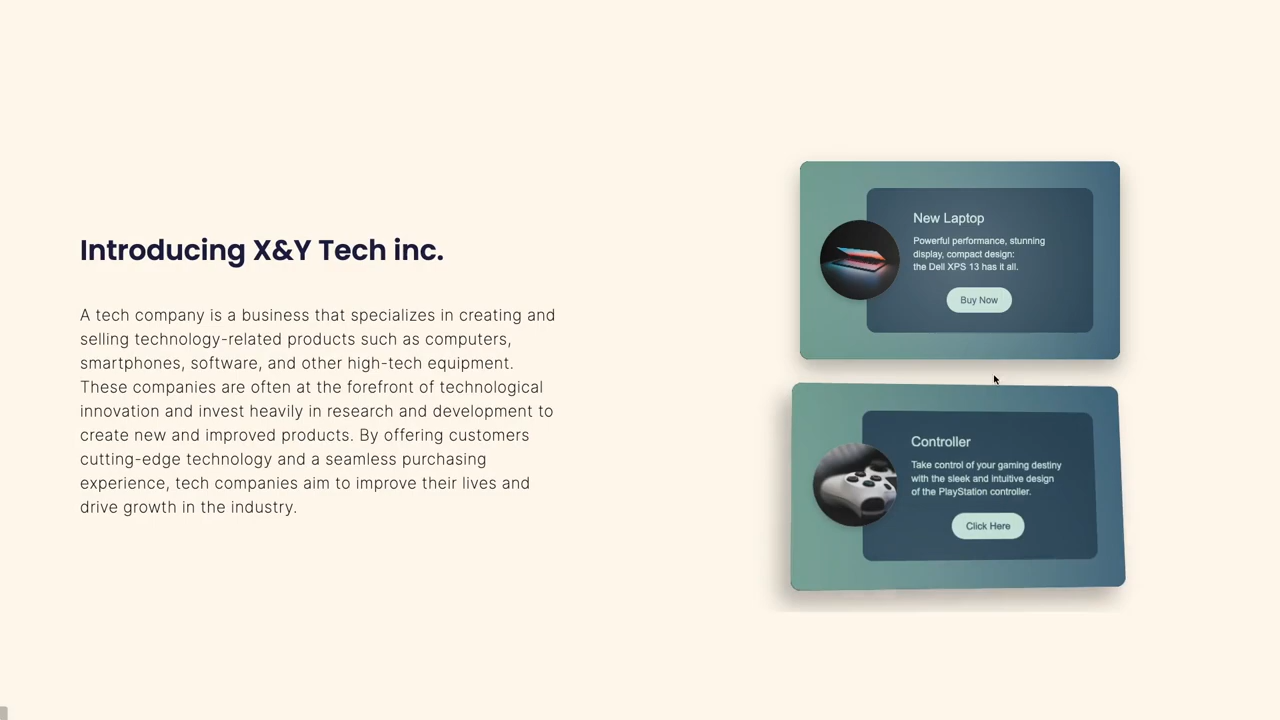 Introducing X&Y Tech inc.
A tech company is a business that specializes in creating and
selling technology-related products such as computers,
smartphones, software, and other high-tech equipment.
These companies are often at the forefront of technological
innovation and invest heavily in research and development to
create new and improved products. By offering customers
cutting-edge technology and a seamless purchasing
experience, tech companies aim to improve their lives and
drive growth in the industry.
New Laptop
Powerful performance, stunning
display, compact design:
the Dell XPS 13 has it all.
Buy Now
Controller
Take control of your gaming destiny
with the sleek and intuitive design
of the PlayStation controller.
Click Here